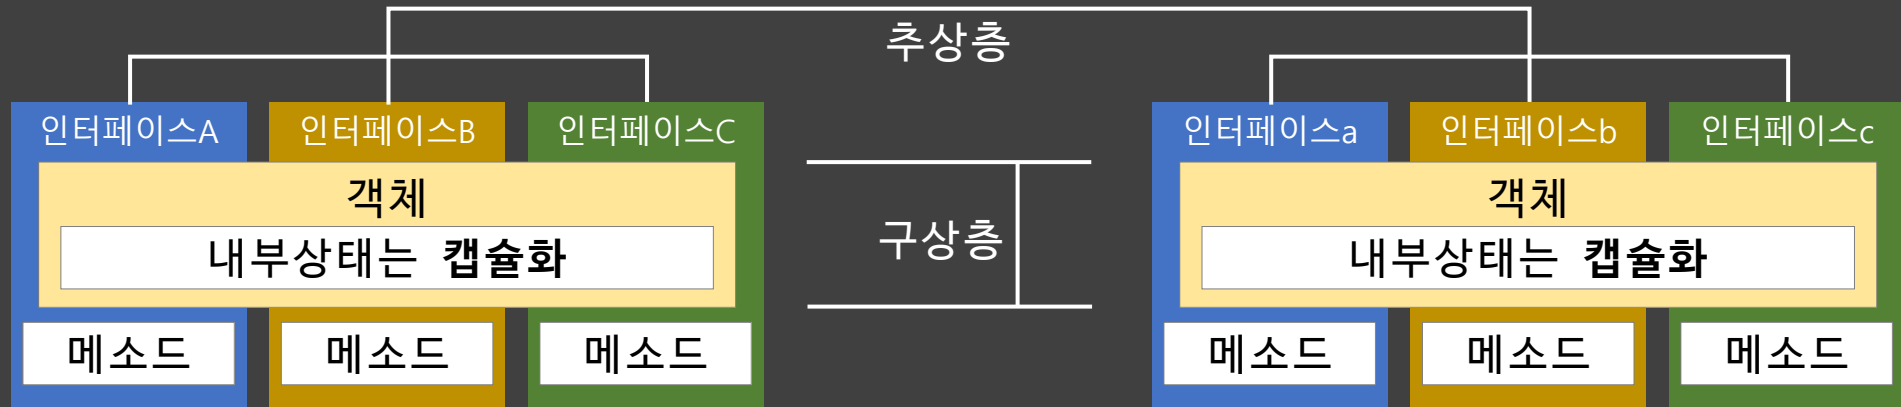 추상층
인터페이스A
인터페이스B
인터페이스C
객체
내부상태는 캡슐화
메소드
메소드
메소드
구상층
인터페이스a
인터페이스b
인터페이스c
객체
내부상태는 캡슐화
메소드
메소드
메소드